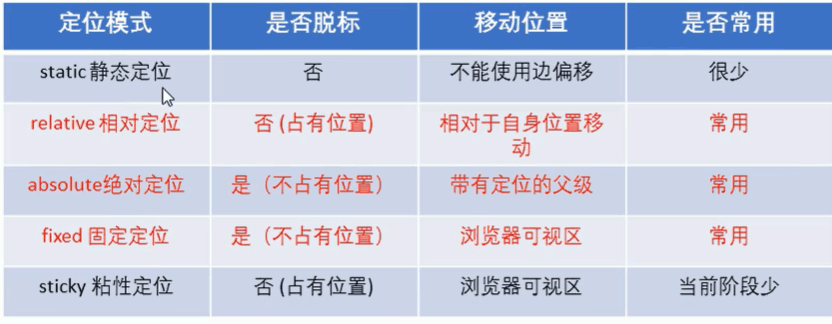 定位模式 是否脱标 移动位置 是否常用
static 静态定位 否 不能使用边偏移 很少
relative 相对定位 否 (占有位置) 相对于自身位置移动 常用
absolute绝对定位 是（不占有位置） 带有定位的父级 常用
fixed 固定定位 是（不占有位置） 浏览器可视区 常用
sticky 粘性定位 否 (占有位置) 浏览器可视区 当前阶段少